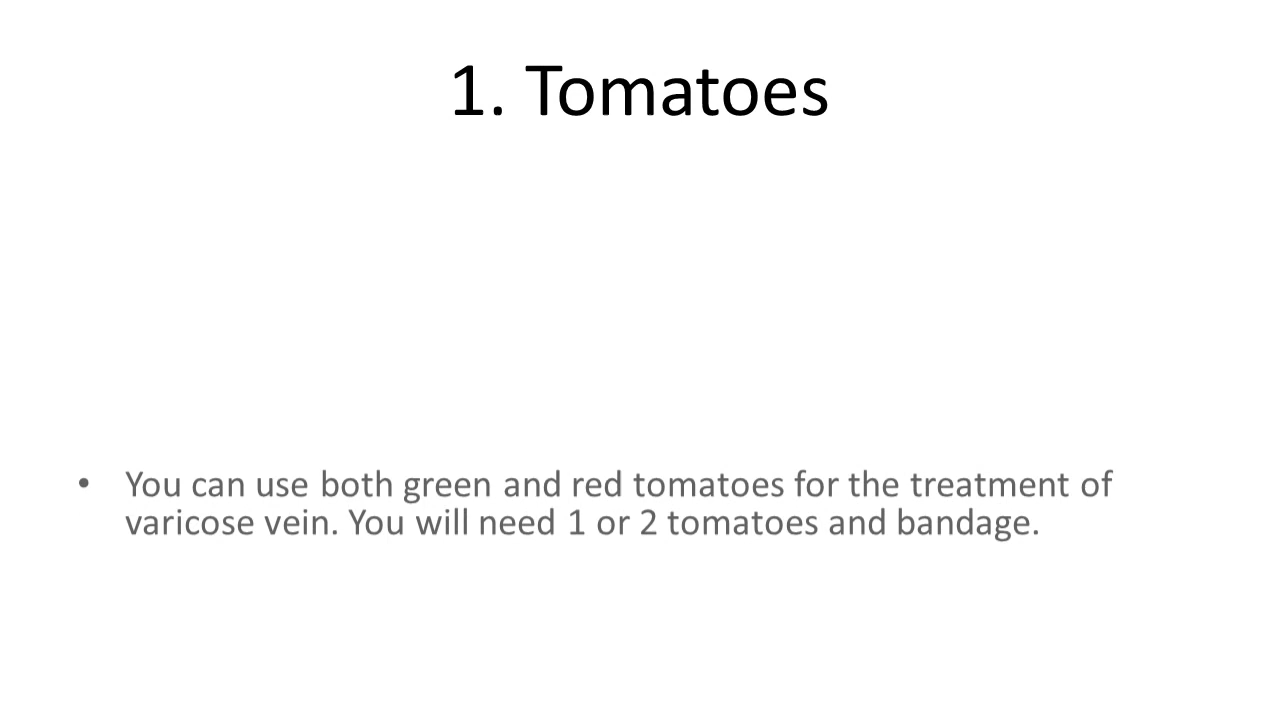 1. Tomatoes
• You can use both green and red tomatoes for the treatment of
varicose vein. You will need 1 or 2 tomatoes and bandage.